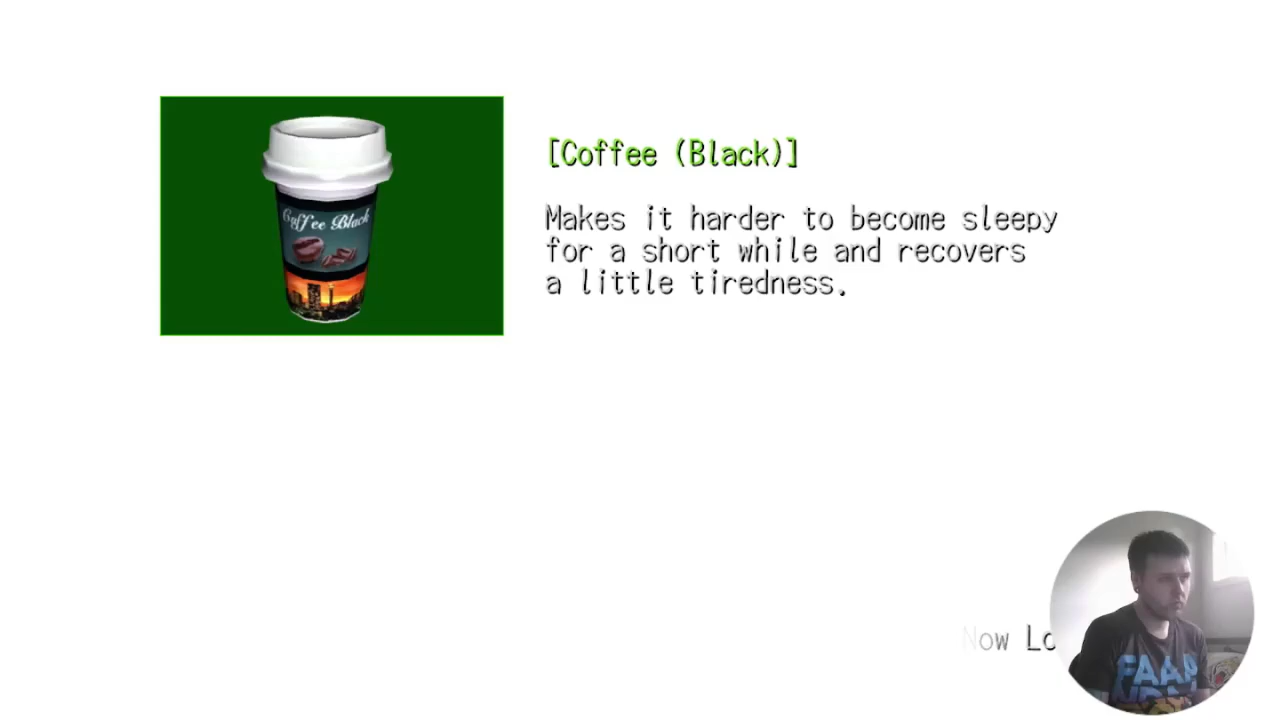 Coffee Black
[Coffee (Black)]
Makes it harder to become sleepy
for a short while and recovers
a little tiredness.
Now Lo
FAAP